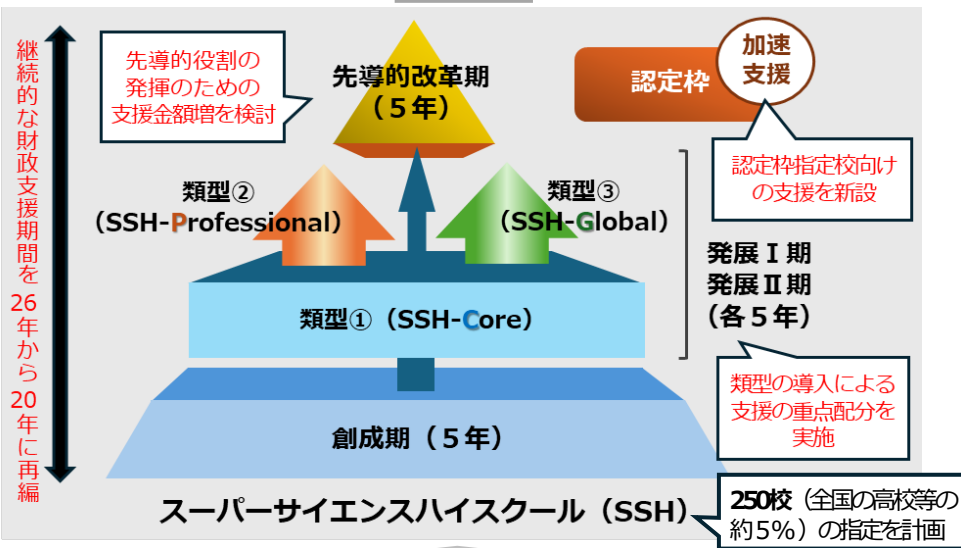 継続的な財政支援期間を26年から20年に再編
先導的役割の
発揮のための
支援金額増を検討
先導的改革期
（５年）
認定枠
加速
支援
認定枠指定校向け
の支援を新設
類型②
（SSH-Professional）
類型③
（SSH-Global）
発展Ⅰ期
発展Ⅱ期
（各５年）
類型①（SSH-Core）
類型の導入による
支援の重点配分を
実施
創成期（５年）
スーパーサイエンスハイスクール（SSH）
250校（全国の高校等の
約５％）の指定を計画